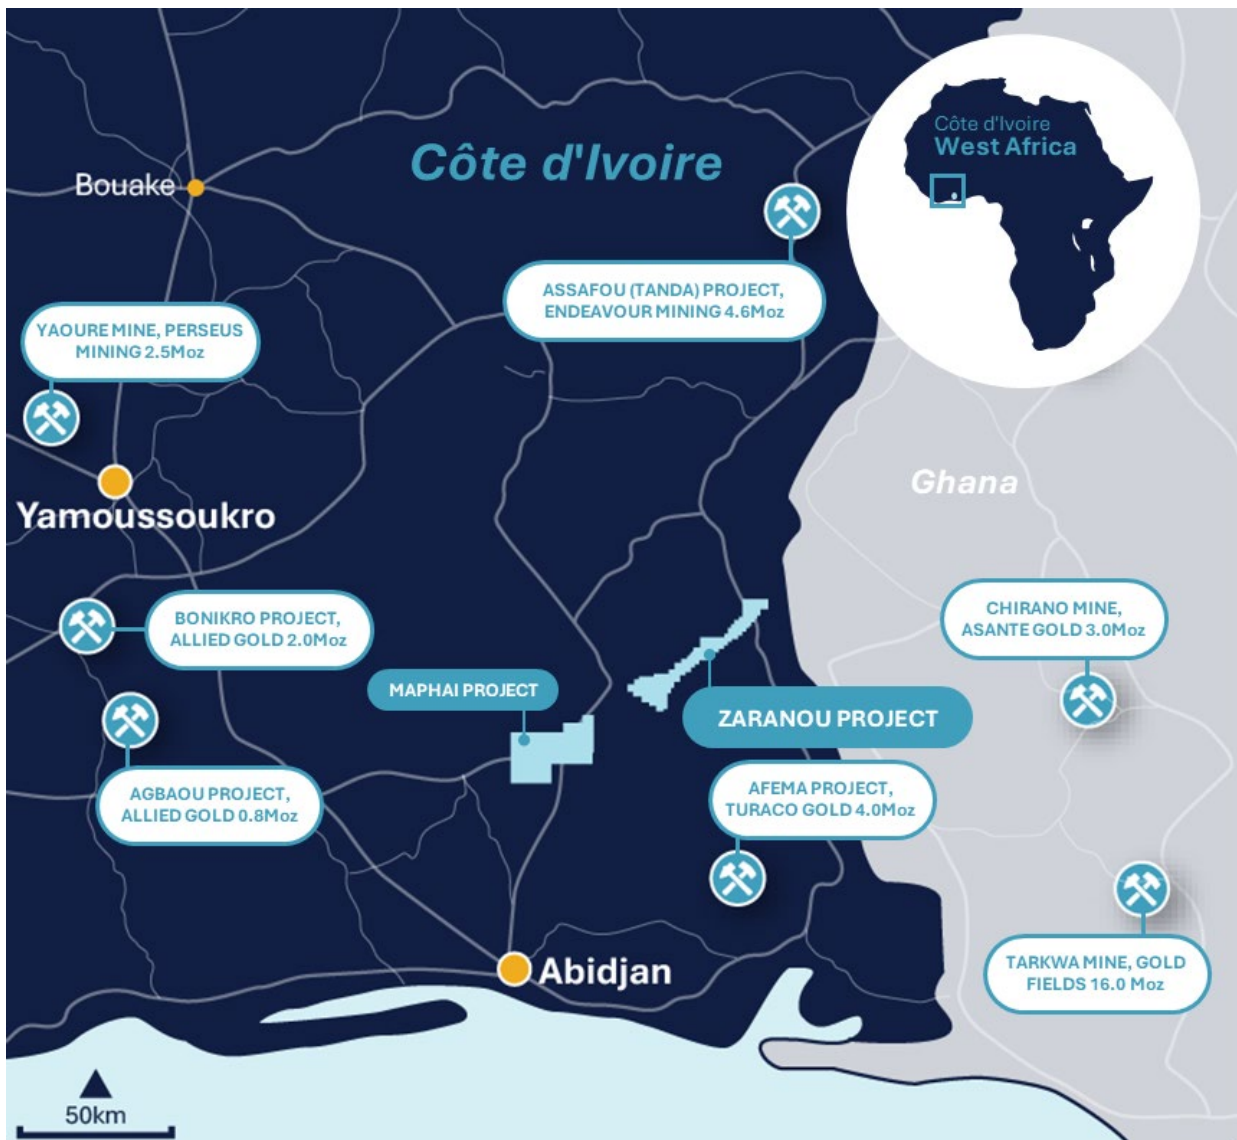 Côte d'Ivoire
West Africa
Côte d'Ivoire
Bouake
ASSAFOU (TANDA) PROJECT,
ENDEAVOUR MINING 4.6Moz
YAOURE MINE, PERSEUS
MINING 2.5Moz
Ghana
Yamoussoukro
BONIKRO PROJECT,
ALLIED GOLD 2.0Moz
CHIRANO MINE,
ASANTE GOLD 3.0Moz
MAPHAI PROJECT
ZARANOU PROJECT
AGBAOU PROJECT,
ALLIED GOLD 0.8Moz
AFEMA PROJECT,
TURACO GOLD 4.0Moz
Abidjan
TARKWA MINE, GOLD
FIELDS 16.0 Moz
50km